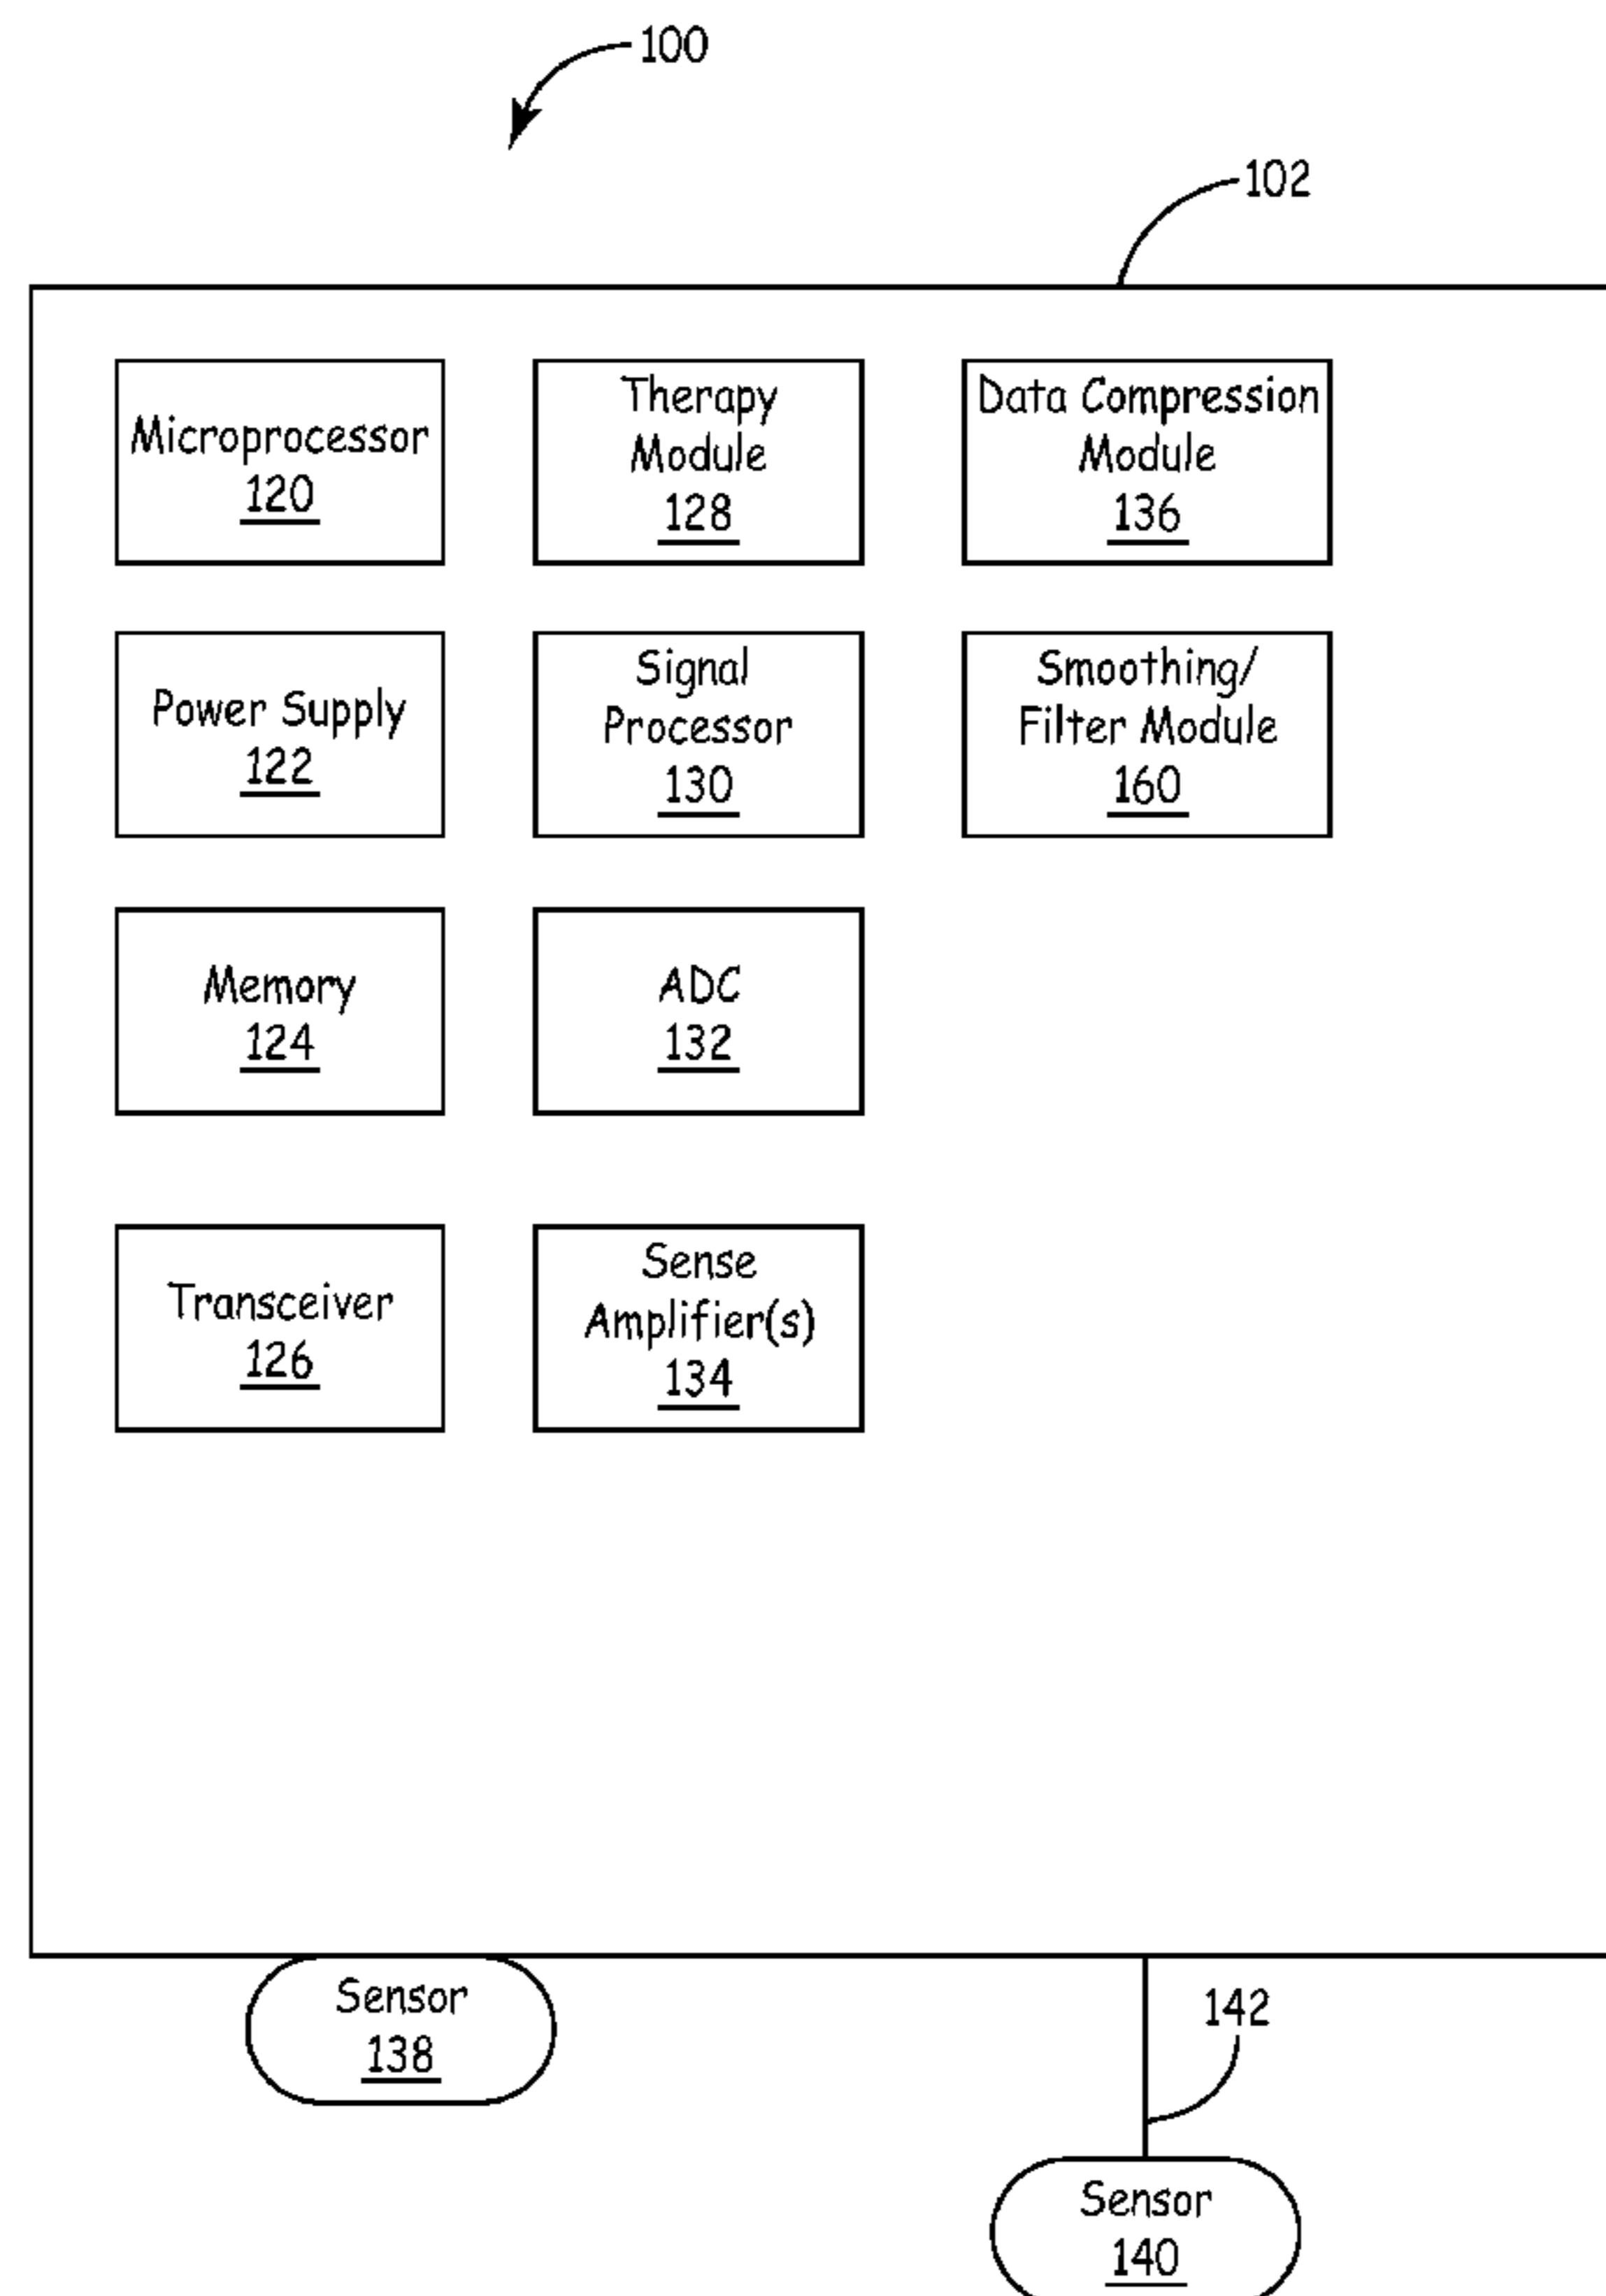 100
102
Microprocessor
120
Therapy
Module
128
Data Compression
Module
136
Power Supply
122
Signal
Processor
130
Smoothing/
Filter Module
160
Memory
124
ADC
132
Transceiver
126
Sense
Amplifier(s)
134
Sensor
138
142
Sensor
140